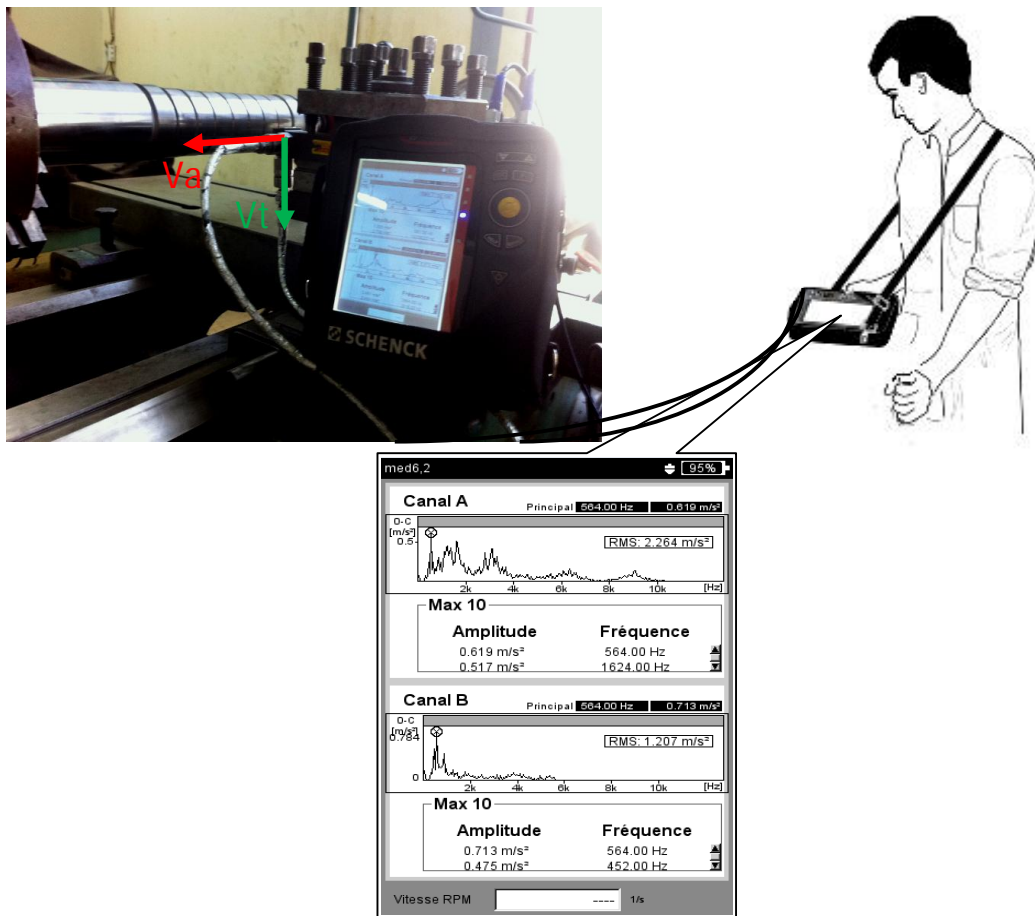 Va
Vt
SCHENCK
med6,2 95%
Canal A Principal 564.00 Hz 0.619 m/s²
0-C
[m/s²]
0.5
RMS: 2.264 m/s²
2k 4k 6k 8k 10k [Hz]
Max 10
Amplitude Fréquence
0.619 m/s² 564.00 Hz
0.517 m/s² 1624.00 Hz
Canal B Principal 564.00 Hz 0.713 m/s²
0-C
[m/s²]
0.784
RMS: 1.207 m/s²
0
2k 4k 6k 8k 10k [Hz]
Max 10
Amplitude Fréquence
0.713 m/s² 564.00 Hz
0.475 m/s² 452.00 Hz
Vitesse RPM ---- 1/s